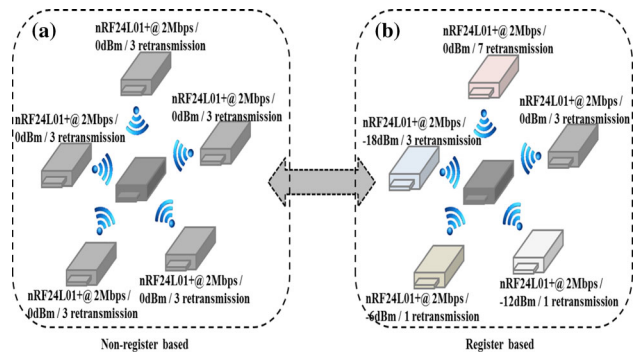 (a)
nRF24L01+@ 2Mbps /
0dBm / 3 retransmission
nRF24L01+@ 2Mbps /
0dBm / 3 retransmission
nRF24L01+@ 2Mbps /
0dBm / 3 retransmission
nRF24L01+@ 2Mbps /
0dBm / 3 retransmission
nRF24L01+@ 2Mbps /
0dBm / 3 retransmission
Non-register based
(b)
nRF24L01+@ 2Mbps /
0dBm / 7 retransmission
nRF24L01+@ 2Mbps /
0dBm / 3 retransmission
nRF24L01+@ 2Mbps /
-18dBm / 3 retransmission
nRF24L01+@ 2Mbps /
-6dBm / 1 retransmission
nRF24L01+@ 2Mbps /
-12dBm / 1 retransmission
Register based